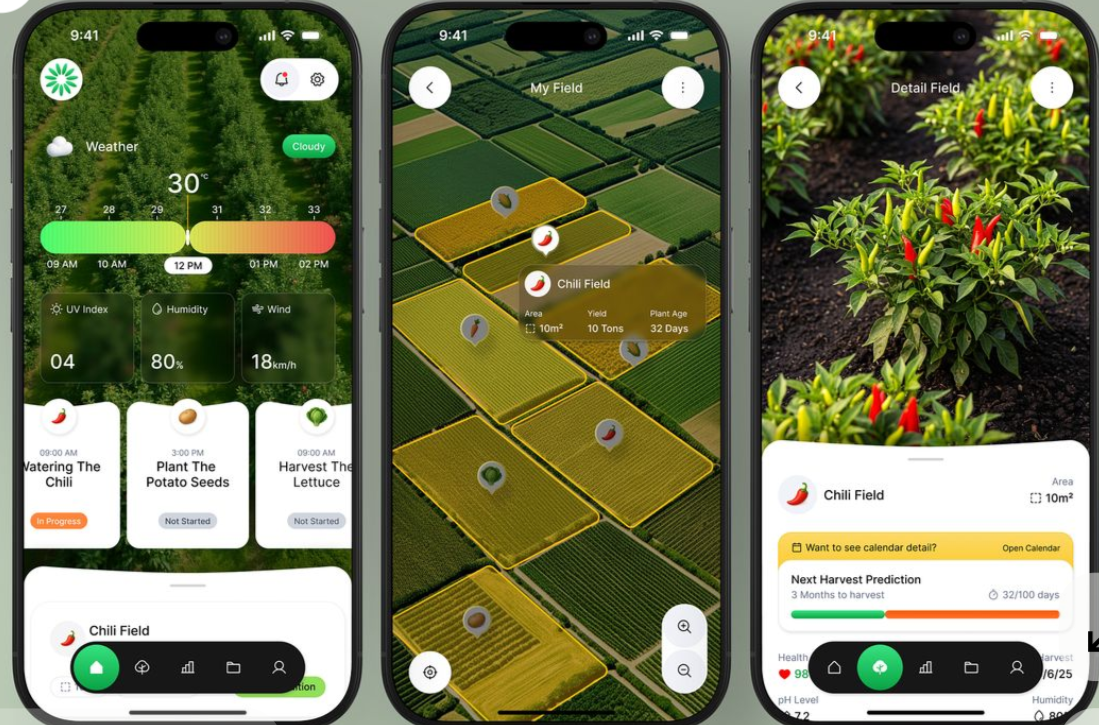 9:41
Weather
Cloudy
30°C
27 28 29 31 32 33
09 AM 10 AM 12 PM 01 PM 02 PM
UV Index
04
Humidity
80%
Wind
18km/h
09:00 AM
Watering The
Chili
In Progress
3:00 PM
Plant The
Potato Seeds
Not Started
09:00 AM
Harvest The
Lettuce
Not Started
Chili Field
9:41
My Field
Chili Field
Area Yield Plant Age
10m² 10 Tons 32 Days
9:41
Detail Field
Chili Field
Area
10m²
Want to see calendar detail? Open Calendar
Next Harvest Prediction
3 Months to harvest 32/100 days
Health
98
/6/25
pH Level
7.2
Humidity
80